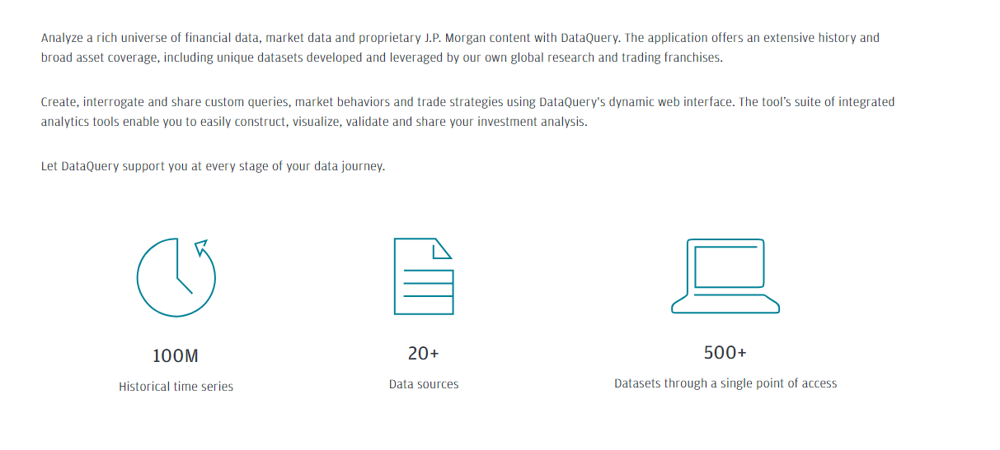 Analyze a rich universe of financial data, market data and proprietary J.P. Morgan content with DataQuery. The application offers an extensive history and
broad asset coverage, including unique datasets developed and leveraged by our own global research and trading franchises.
Create, interrogate and share custom queries, market behaviors and trade strategies using DataQuery's dynamic web interface. The tool’s suite of integrated
analytics tools enable you to easily construct, visualize, validate and share your investment analysis.
Let DataQuery support you at every stage of your data journey.
100M
Historical time series
20+
Data sources
500+
Datasets through a single point of access